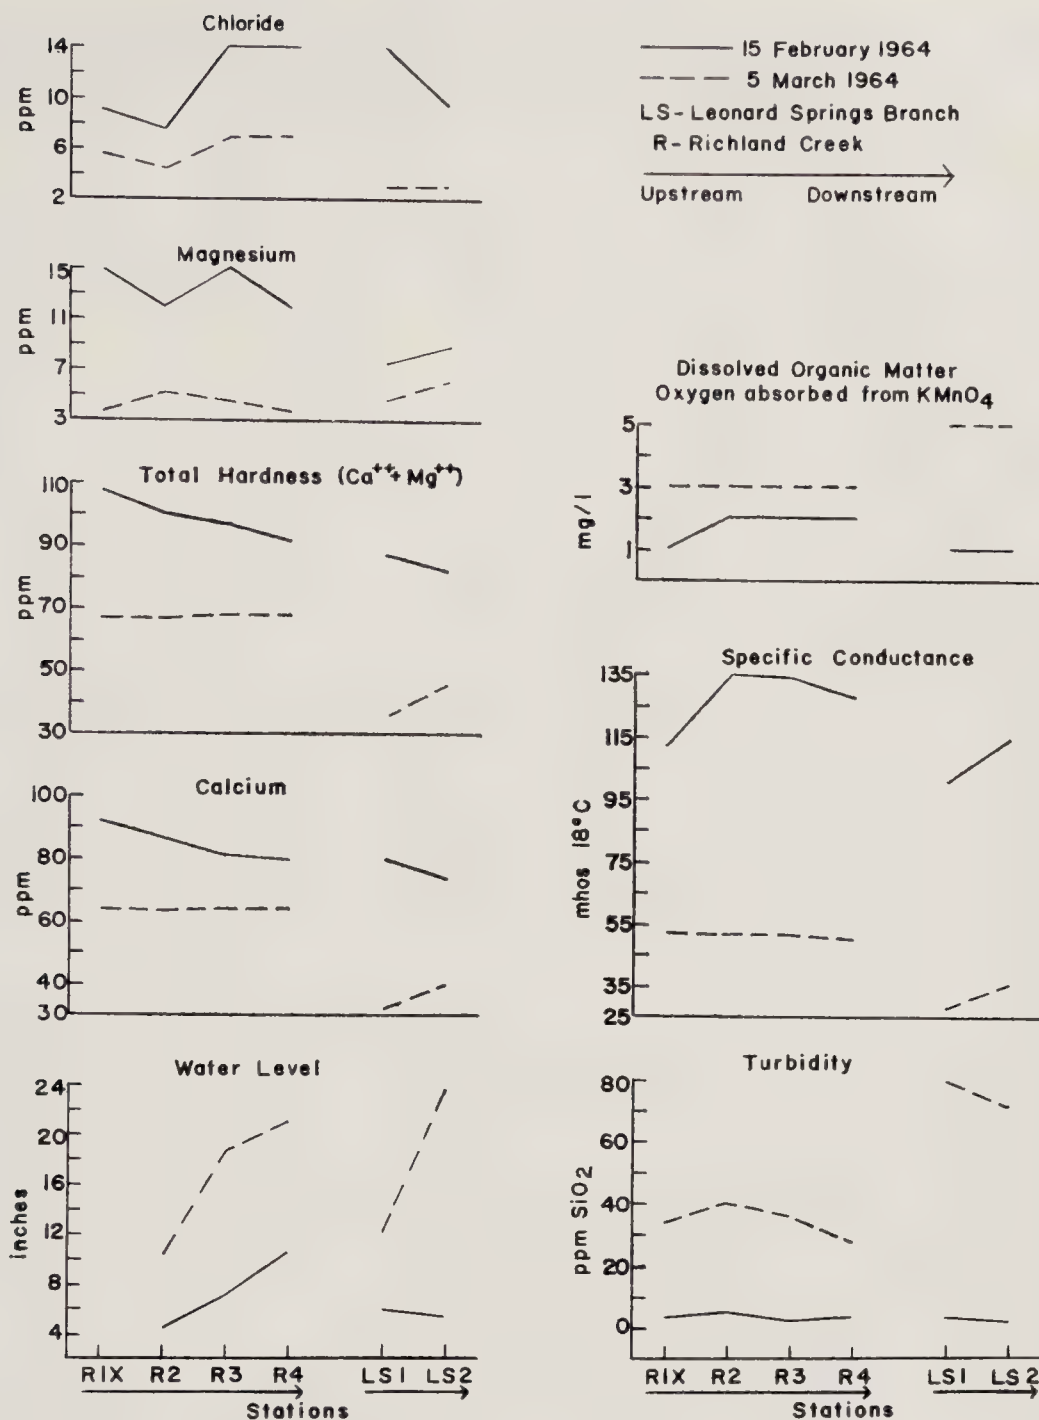 Chloride
14
10
6
2
ppm
15 February 1964
5 March 1964
LS-Leonard Springs Branch
R-Richland Creek
Upstream Downstream
Magnesium
15
11
7
3
ppm
Total Hardness (Ca++ + Mg++)
110
90
70
50
30
ppm
Calcium
100
80
60
40
30
ppm
Water Level
24
20
16
12
8
4
inches
R1X R2 R3 R4 LS1 LS2
Stations
Dissolved Organic Matter
Oxygen absorbed from KMnO4
5
3
1
mg/l
Specific Conductance
135
115
95
75
55
35
25
mhos 18°C
Turbidity
80
60
40
20
0
ppm SiO2
R1X R2 R3 R4 LS1 LS2
Stations